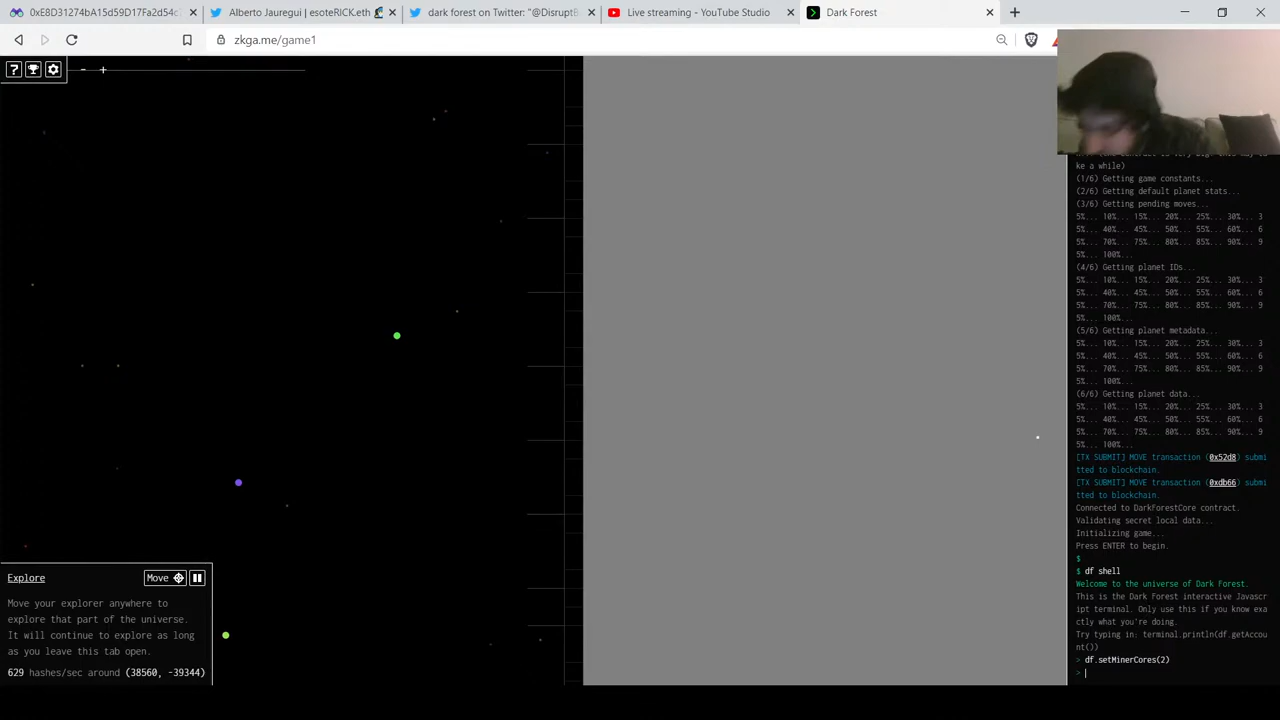 0xE8D31274bA15d59D17Fa2d54c
Alberto Jauregui | esoteRICK.eth
dark forest on Twitter: "@DisruptB
Live streaming - YouTube Studio
Dark Forest
zkga.me/game1
?
- +
ke a while)
(1/6) Getting game constants...
(2/6) Getting default planet stats...
(3/6) Getting pending moves...
5%... 10%... 15%... 20%... 25%... 30%... 3
5%... 40%... 45%... 50%... 55%... 60%... 6
5%... 70%... 75%... 80%... 85%... 90%... 9
5%... 100%...
(4/6) Getting planet IDs...
5%... 10%... 15%... 20%... 25%... 30%... 3
5%... 40%... 45%... 50%... 55%... 60%... 6
5%... 70%... 75%... 80%... 85%... 90%... 9
5%... 100%...
(5/6) Getting planet metadata...
5%... 10%... 15%... 20%... 25%... 30%... 3
5%... 40%... 45%... 50%... 55%... 60%... 6
5%... 70%... 75%... 80%... 85%... 90%... 9
5%... 100%...
(6/6) Getting planet data...
5%... 10%... 15%... 20%... 25%... 30%... 3
5%... 40%... 45%... 50%... 55%... 60%... 6
5%... 70%... 75%... 80%... 85%... 90%... 9
5%... 100%...
[TX SUBMIT] MOVE transaction (0x52d8) submi
tted to blockchain.
[TX SUBMIT] MOVE transaction (0xdb66) submi
tted to blockchain.
Connected to DarkForestCore contract.
Validating secret local data...
Initializing game...
Press ENTER to begin.
$
$ df shell
Welcome to the universe of Dark Forest.
This is the Dark Forest interactive Javascr
ipt terminal. Only use this if you know exa
ctly what you're doing.
Try typing in: terminal.println(df.getAccou
nt())
> df.setMinerCores(2)
>
Explore
Move
Move your explorer anywhere to
explore that part of the universe.
It will continue to explore as long
as you leave this tab open.
629 hashes/sec around (38560, -39344)